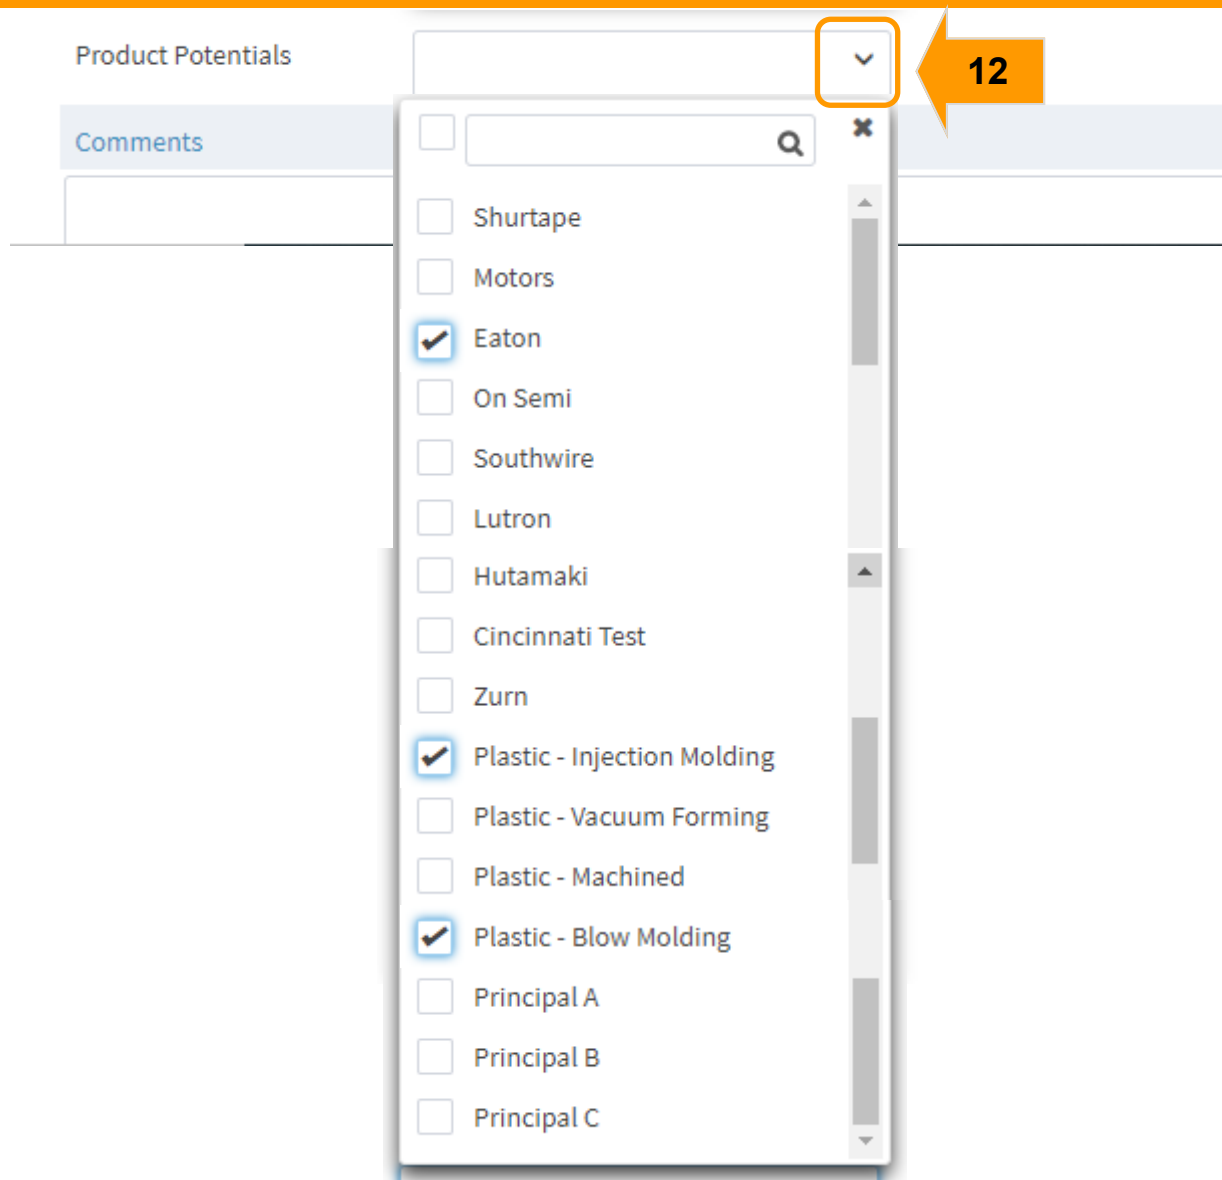 Product Potentials
12
Comments
Shurtape
Motors
Eaton
On Semi
Southwire
Lutron
Hutamaki
Cincinnati Test
Zurn
Plastic - Injection Molding
Plastic - Vacuum Forming
Plastic - Machined
Plastic - Blow Molding
Principal A
Principal B
Principal C